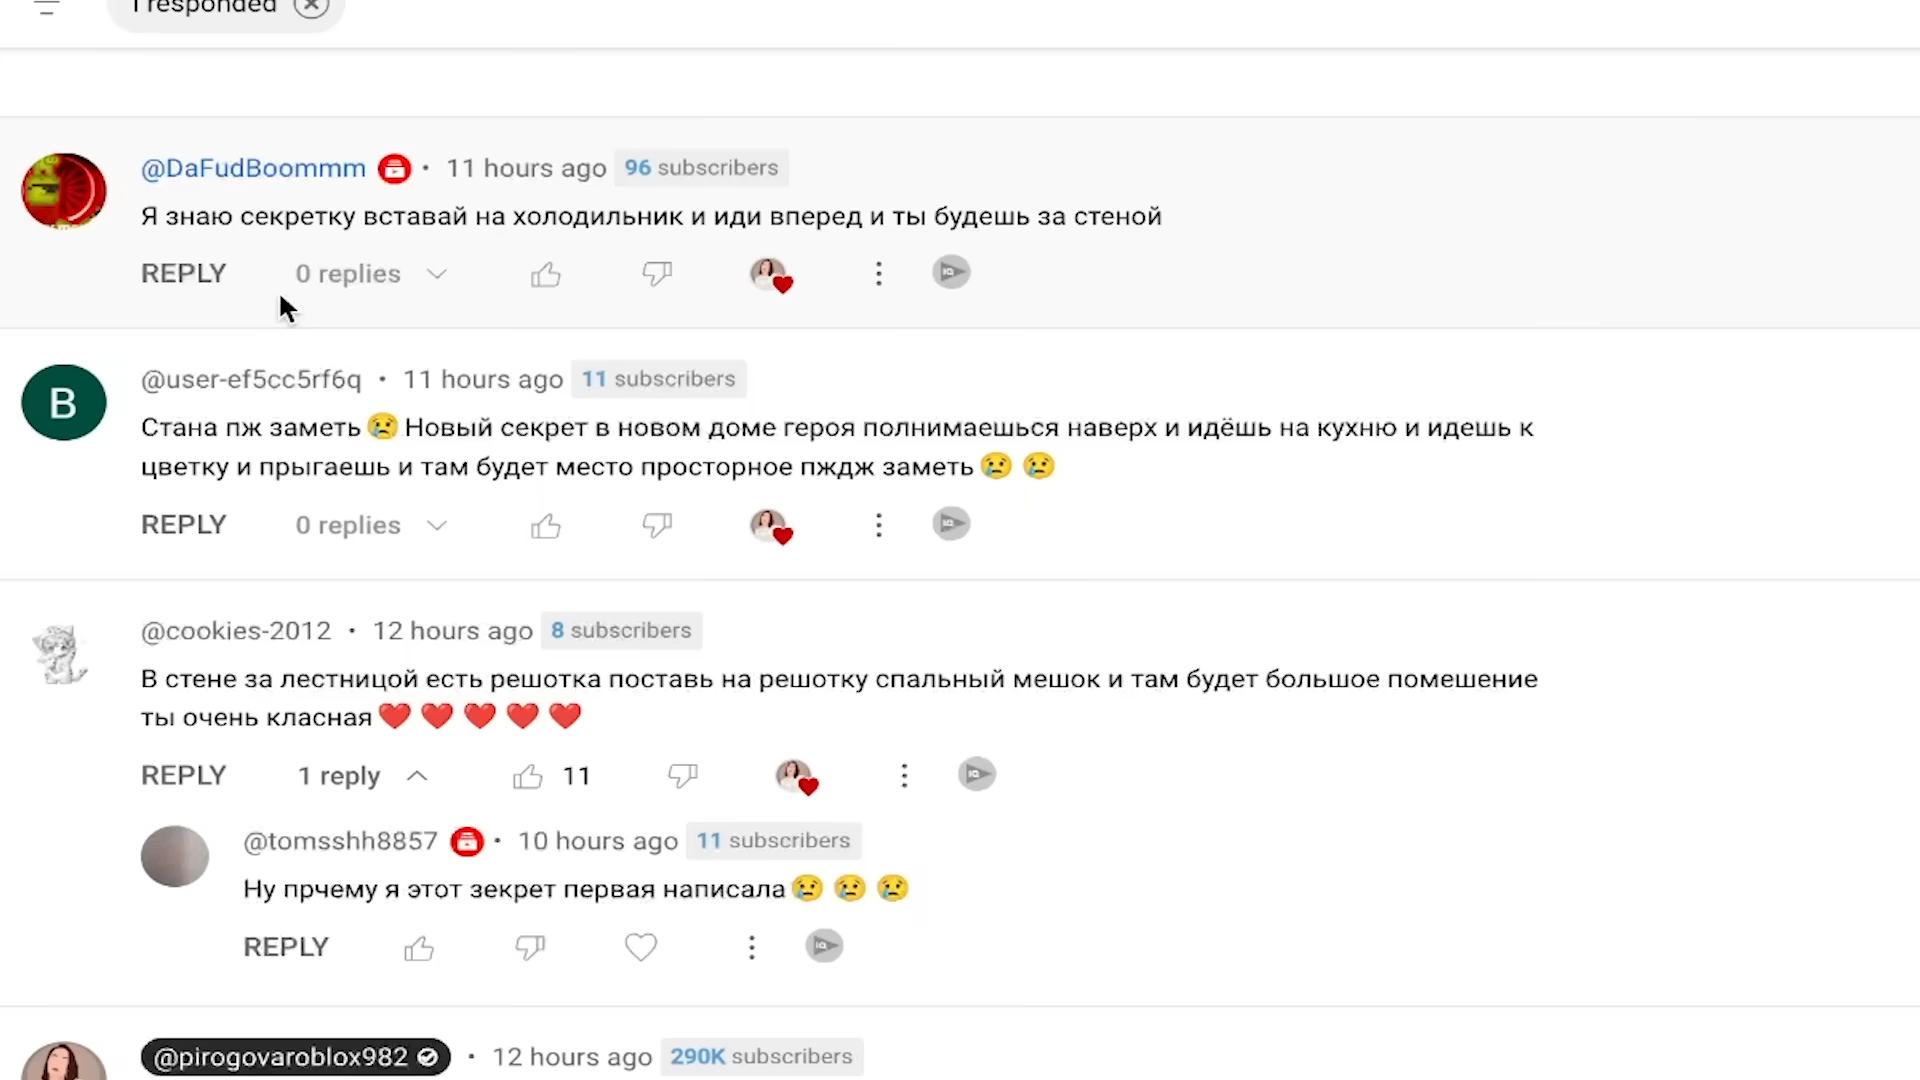 I responded
@DaFudBoommm • 11 hours ago 96 subscribers
Я знаю секретку вставай на холодильник и иди вперед и ты будешь за стеной
REPLY 0 replies
B
@user-ef5cc5rf6q • 11 hours ago 11 subscribers
Стана пж заметь 😢 Новый секрет в новом доме героя полнимаешься наверх и идёшь на кухню и идешь к
цветку и прыгаешь и там будет место просторное пждж заметь 😢 😢
REPLY 0 replies
@cookies-2012 • 12 hours ago 8 subscribers
В стене за лестницой есть решотка поставь на решотку спальный мешок и там будет большое помешение
ты очень класная ❤️ ❤️ ❤️ ❤️ ❤️
REPLY 1 reply 11
@tomsshh8857 • 10 hours ago 11 subscribers
Ну прчему я этот зекрет первая написала 😢 😢 😢
REPLY
@pirogovaroblox982 • 12 hours ago 290K subscribers